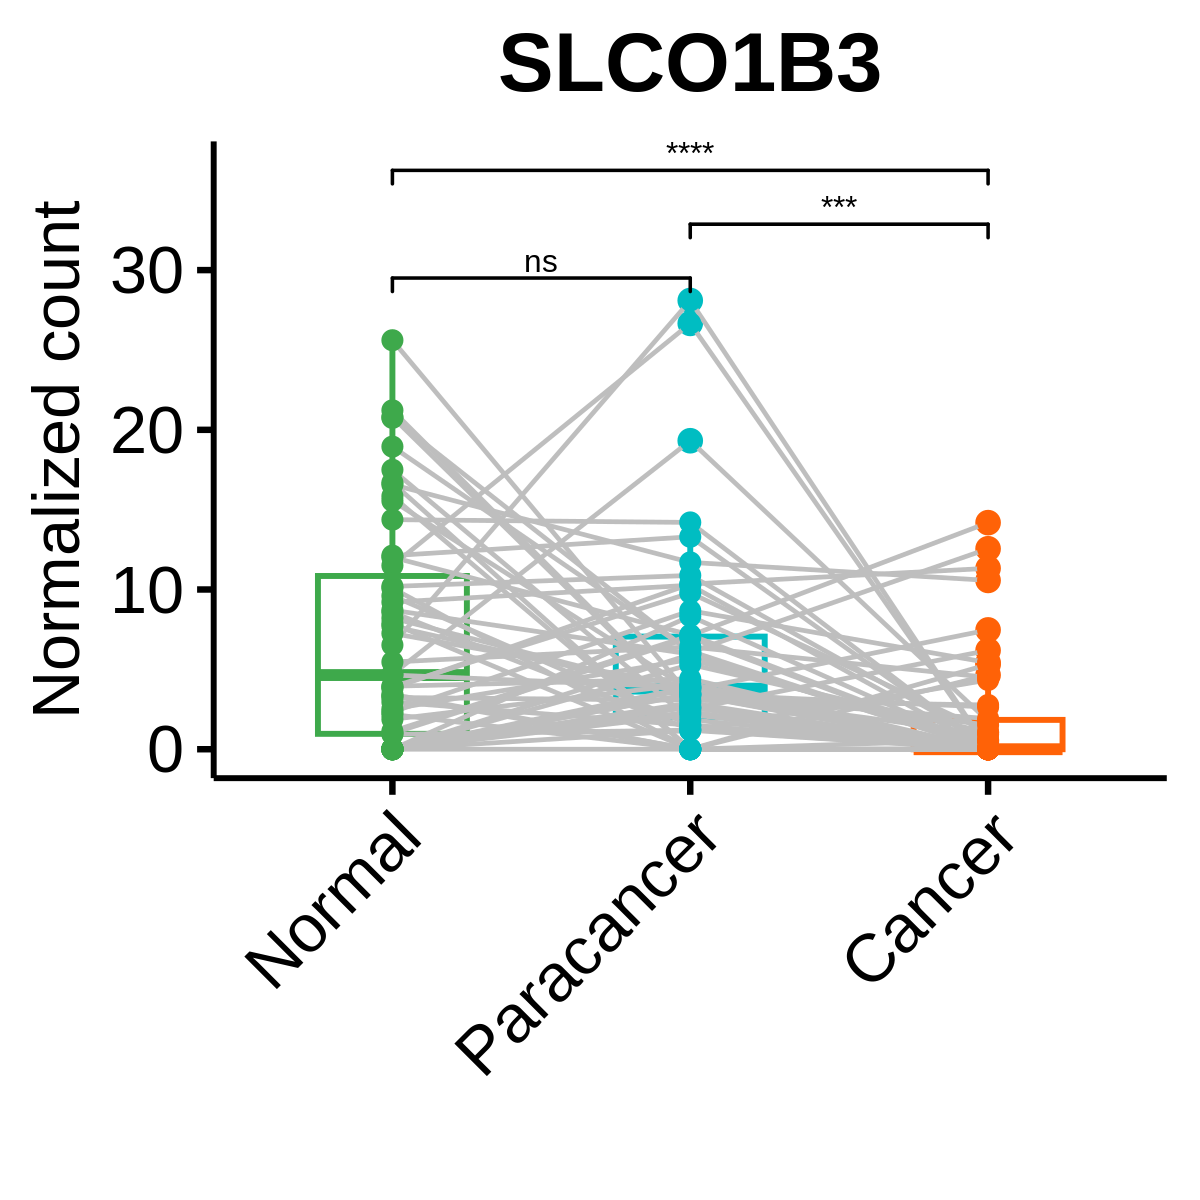 SLCO1B3
****
***
ns
Normalized count
30
20
10
0
Normal
Paracancer
Cancer